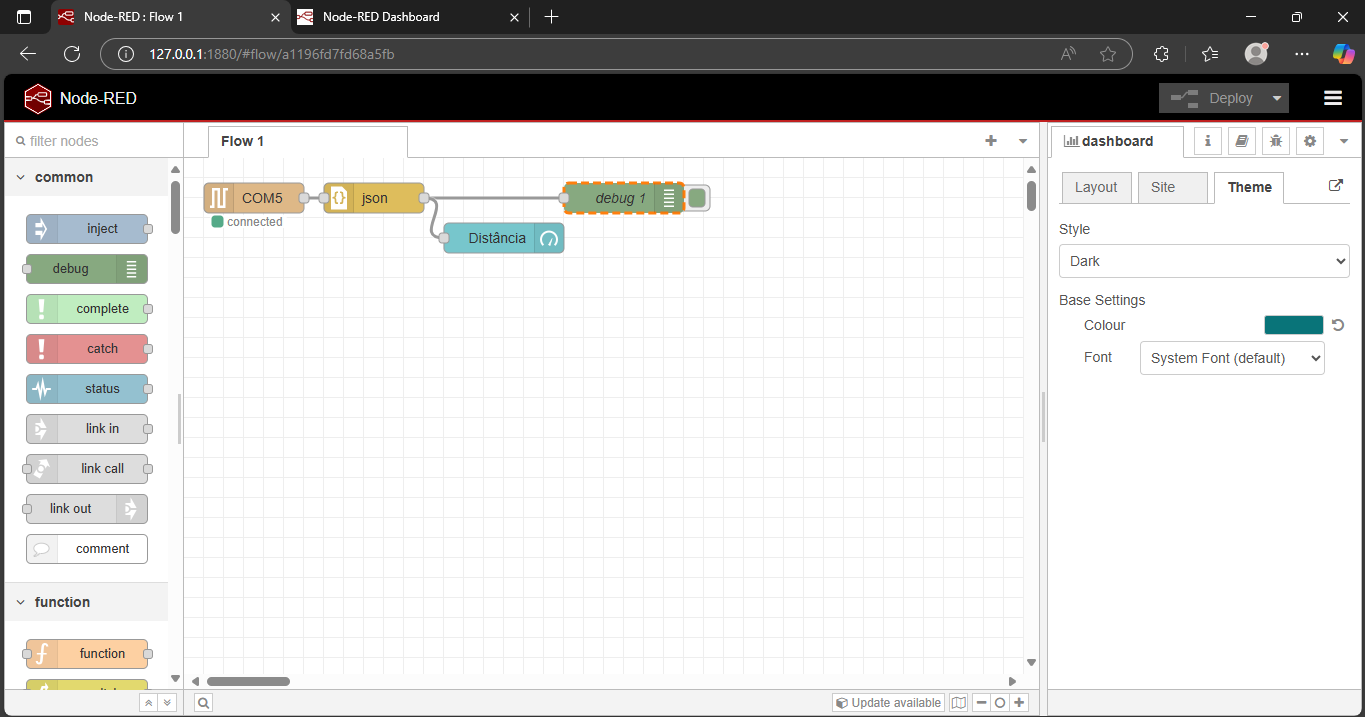 Node-RED : Flow 1
Node-RED Dashboard
127.0.0.1:1880/#flow/a1196fd7fd68a5fb
Node-RED
Deploy
filter nodes
common
inject
debug
complete
catch
status
link in
link call
link out
comment
function
function
Flow 1
COM5
connected
json
debug 1
Distância
Update available
dashboard
Layout
Site
Theme
Style
Dark
Base Settings
Colour
Font
System Font (default)